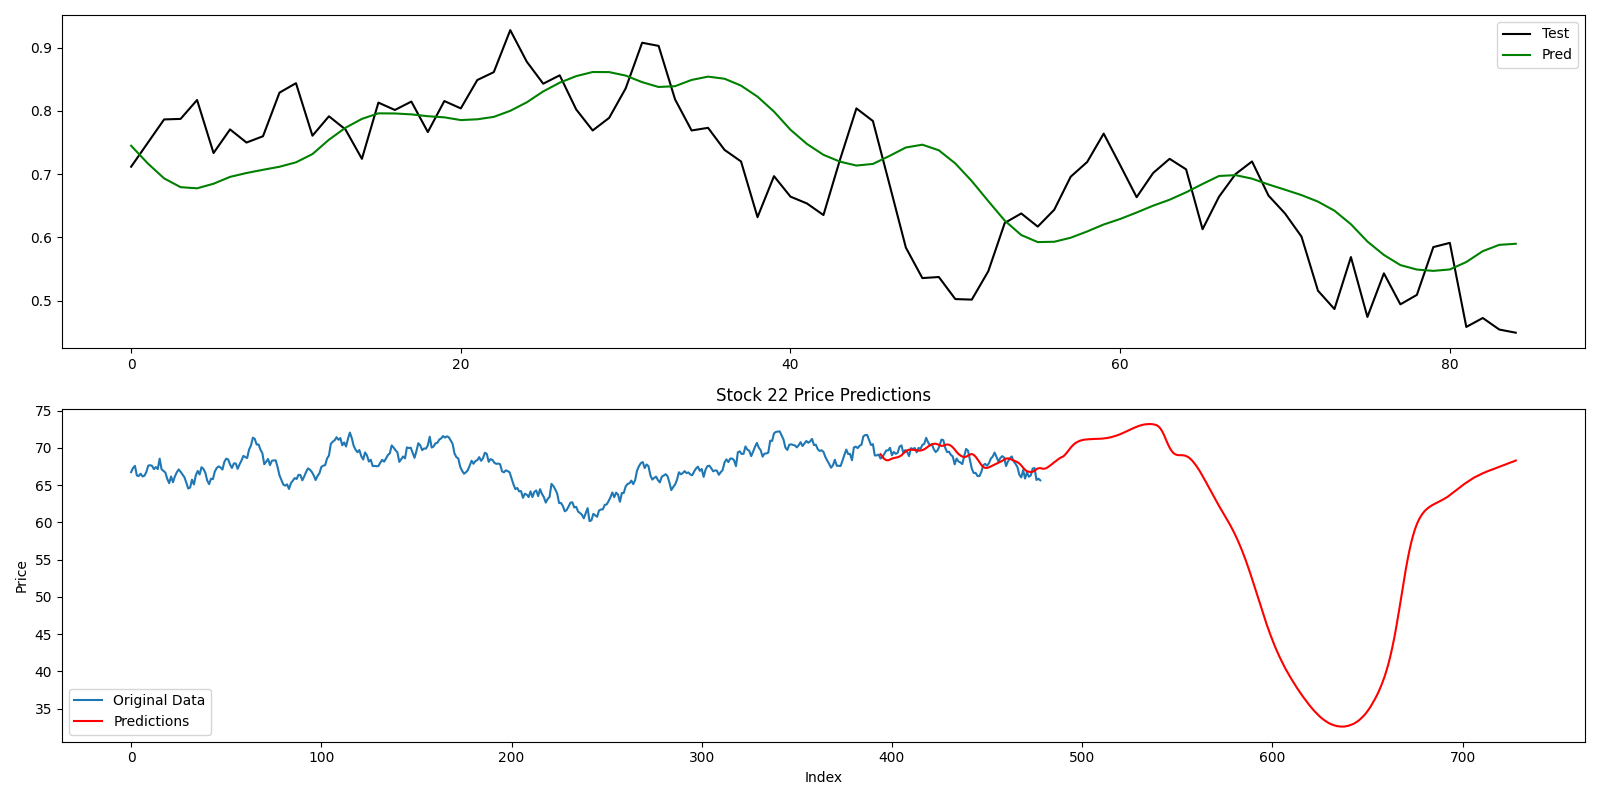 0.9
0.8
0.7
0.6
0.5
Test
Pred
0 20 40 60 80
Stock 22 Price Predictions
75
70
65
60
55
50
45
40
35
Price
Original Data
Predictions
0 100 200 300 400 500 600 700
Index